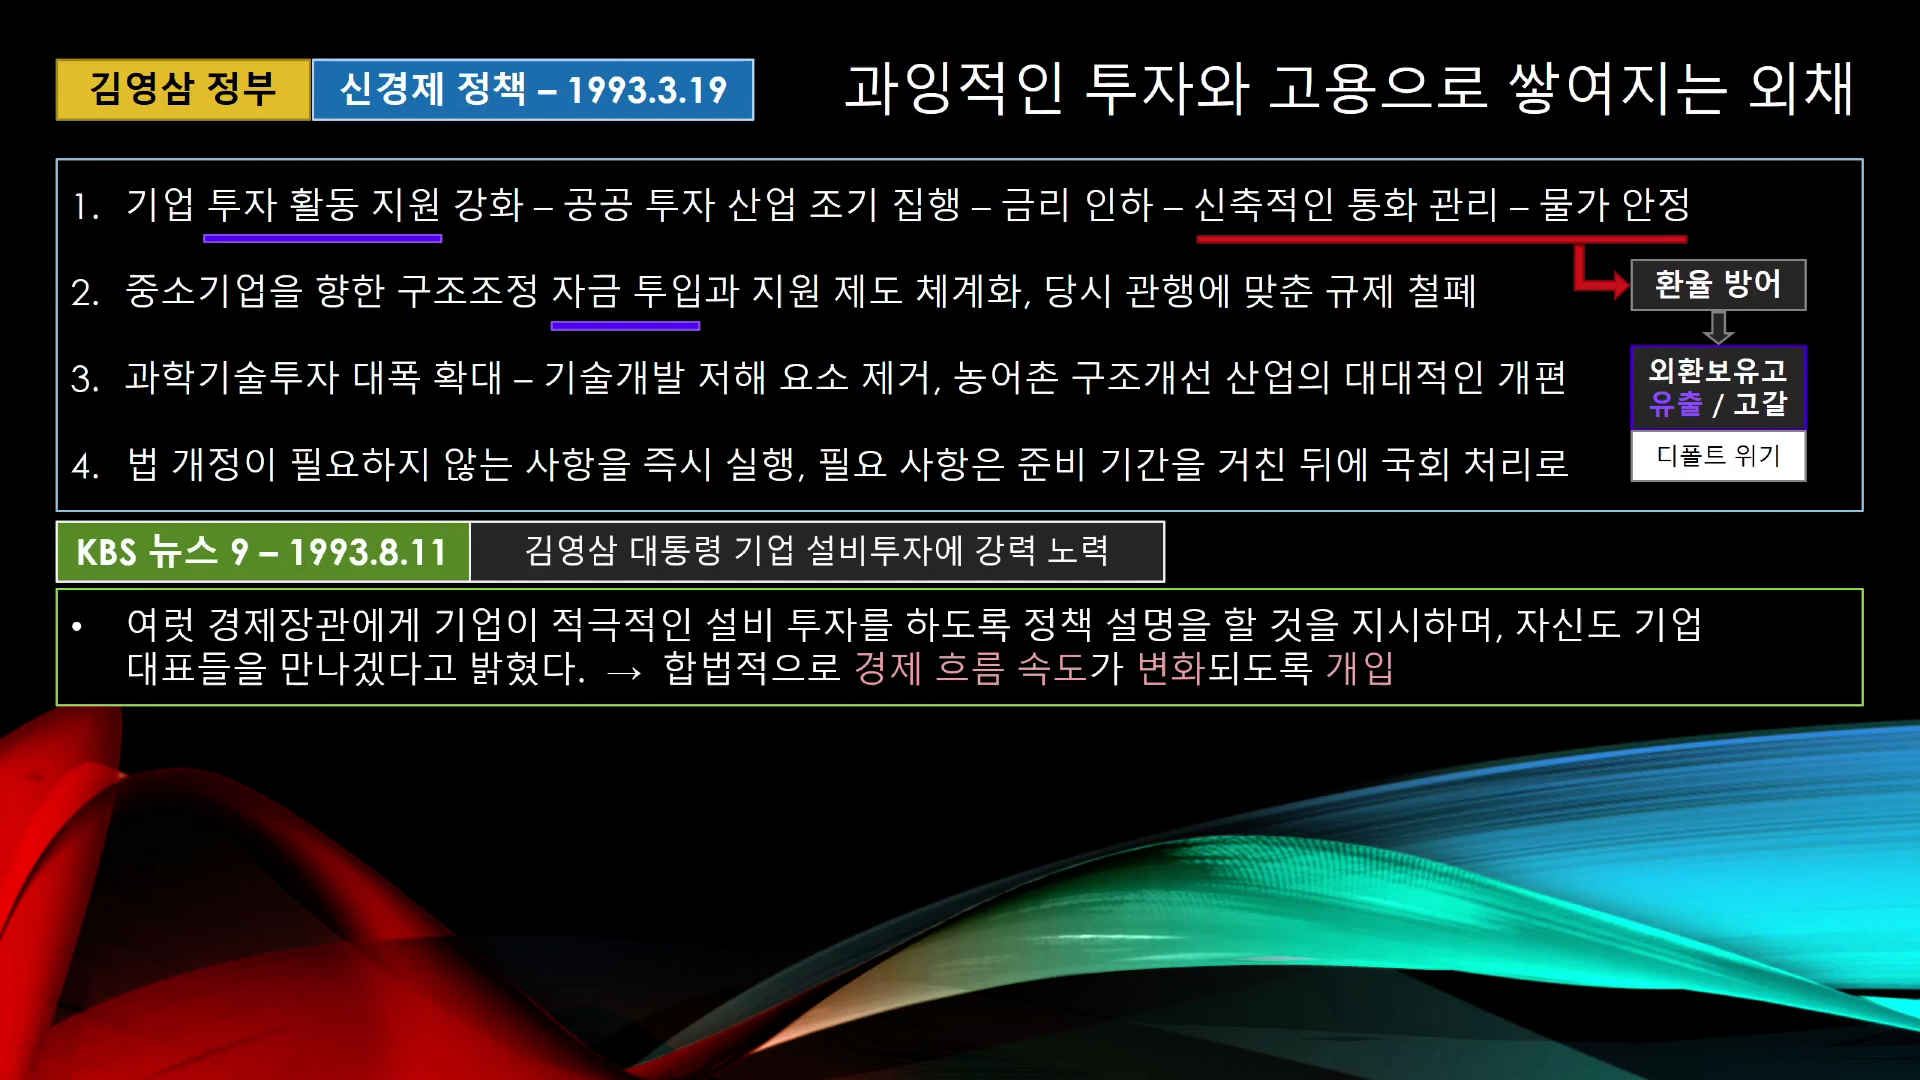 김영삼 정부
신경제 정책 – 1993.3.19
과잉적인 투자와 고용으로 쌓여지는 외채
1. 기업 투자 활동 지원 강화 – 공공 투자 산업 조기 집행 – 금리 인하 – 신축적인 통화 관리 – 물가 안정
2. 중소기업을 향한 구조조정 자금 투입과 지원 제도 체계화, 당시 관행에 맞춘 규제 철폐
3. 과학기술투자 대폭 확대 – 기술개발 저해 요소 제거, 농어촌 구조개선 산업의 대대적인 개편
4. 법 개정이 필요하지 않는 사항을 즉시 실행, 필요 사항은 준비 기간을 거친 뒤에 국회 처리로
환율 방어
외환보유고
유출 / 고갈
디폴트 위기
KBS 뉴스 9 – 1993.8.11
김영삼 대통령 기업 설비투자에 강력 노력
• 여럿 경제장관에게 기업이 적극적인 설비 투자를 하도록 정책 설명을 할 것을 지시하며, 자신도 기업
대표들을 만나겠다고 밝혔다. → 합법적으로 경제 흐름 속도가 변화되도록 개입